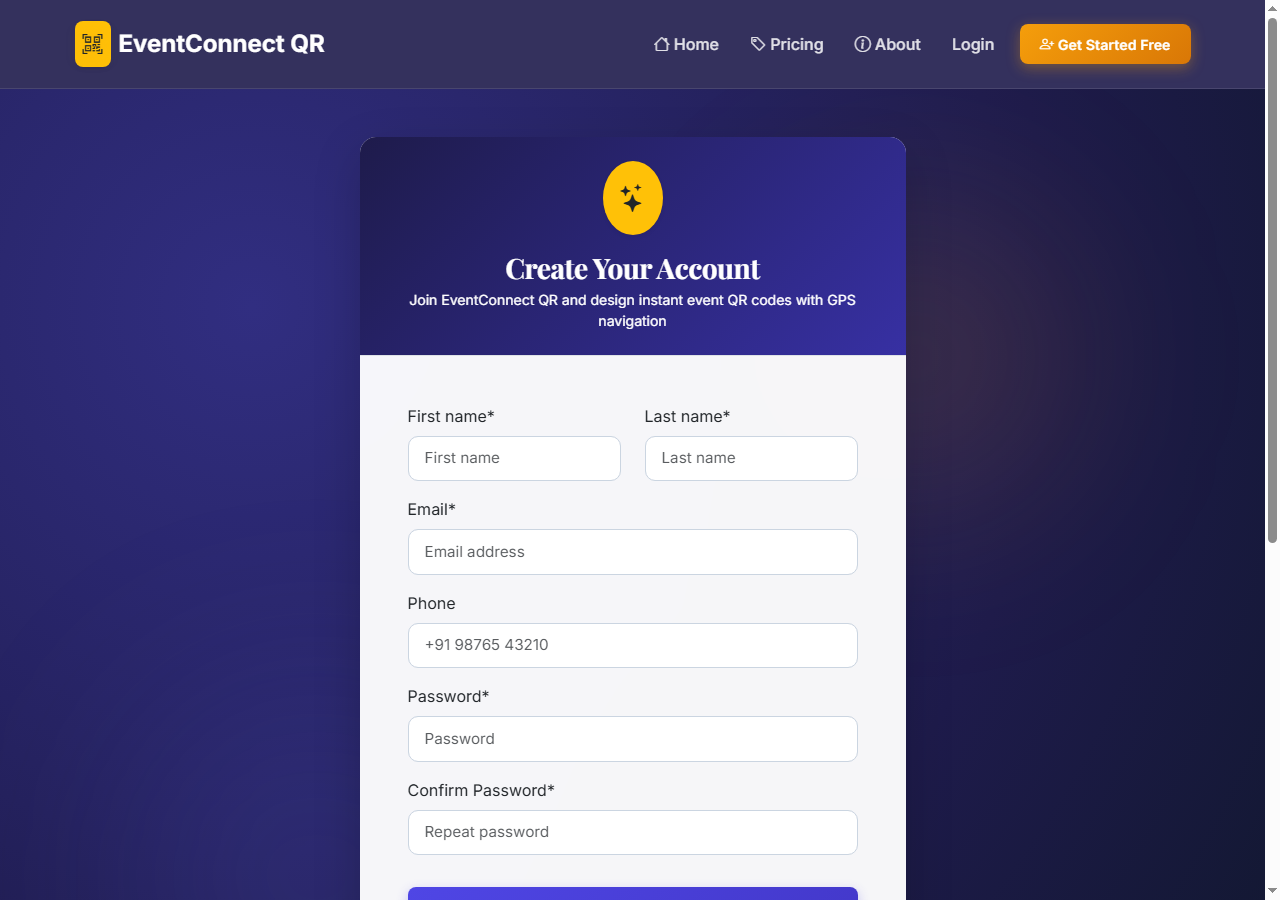 EventConnect QR
Home
Pricing
About
Login
Get Started Free
Create Your Account
Join EventConnect QR and design instant event QR codes with GPS
navigation
First name*
Last name*
First name
Last name
Email*
Email address
Phone
+91 98765 43210
Password*
Password
Confirm Password*
Repeat password